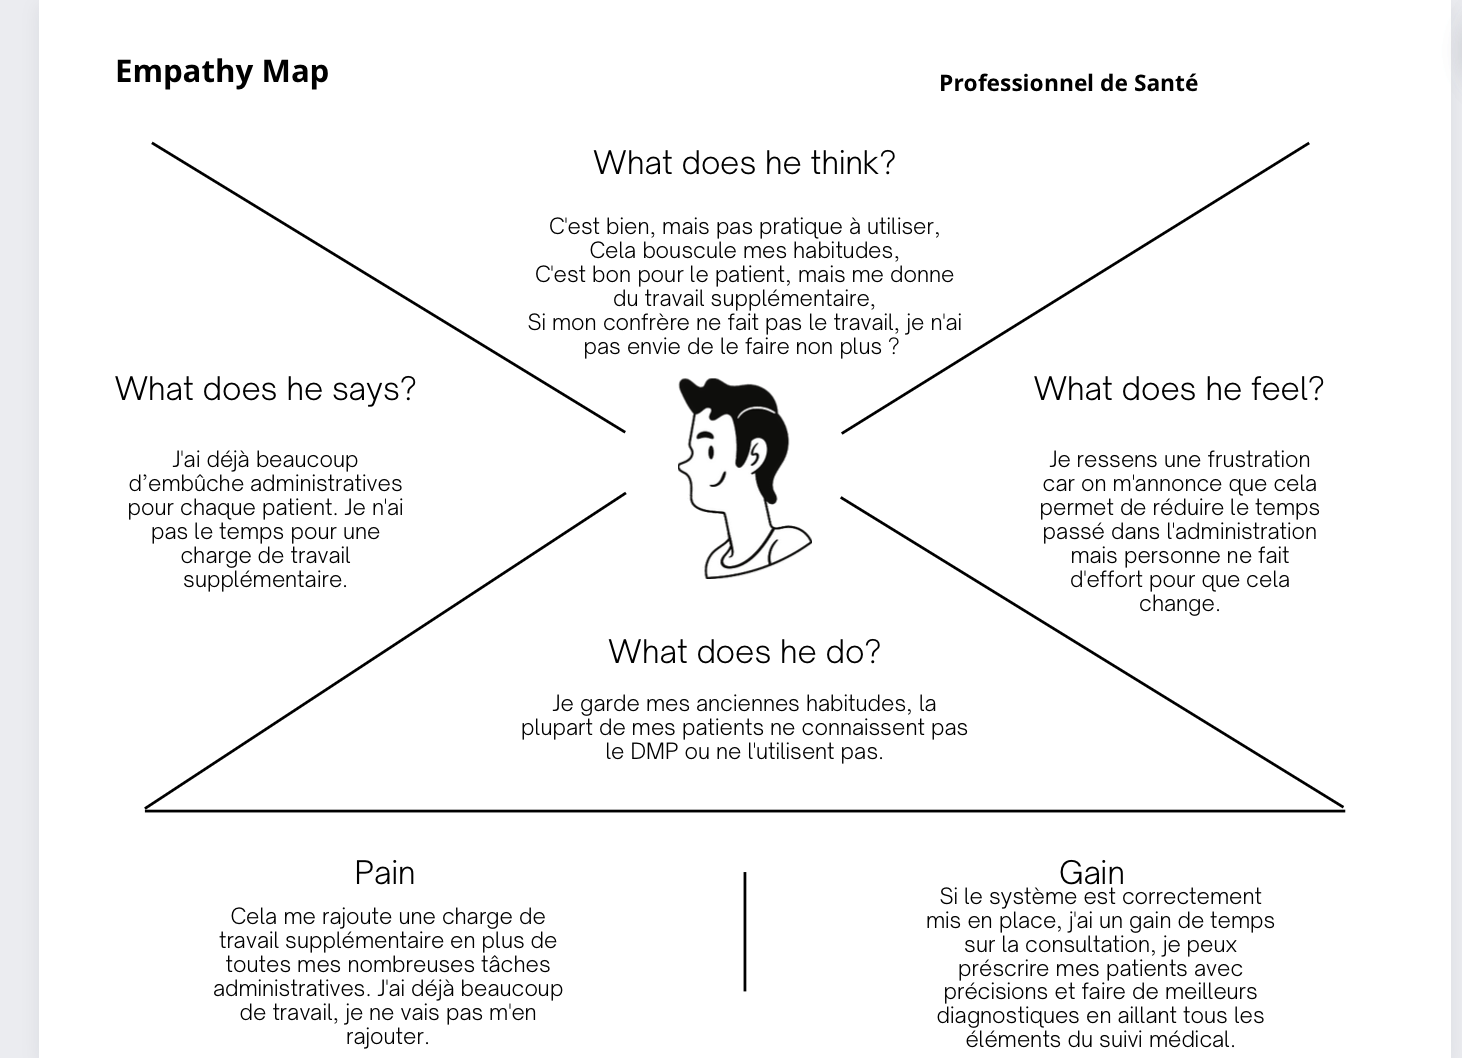 Empathy Map
Professionnel de Santé
What does he think?
C'est bien, mais pas pratique à utiliser,
Cela bouscule mes habitudes,
C'est bon pour le patient, mais me donne
du travail supplémentaire,
Si mon confrère ne fait pas le travail, je n'ai
pas envie de le faire non plus ?
What does he says?
J'ai déjà beaucoup
d’embûche administratives
pour chaque patient. Je n'ai
pas le temps pour une
charge de travail
supplémentaire.
What does he feel?
Je ressens une frustration
car on m'annonce que cela
permet de réduire le temps
passé dans l'administration
mais personne ne fait
d'effort pour que cela
change.
What does he do?
Je garde mes anciennes habitudes, la
plupart de mes patients ne connaissent pas
le DMP ou ne l'utilisent pas.
Pain
Cela me rajoute une charge de
travail supplémentaire en plus de
toutes mes nombreuses tâches
administratives. J'ai déjà beaucoup
de travail, je ne vais pas m'en
rajouter.
Gain
Si le système est correctement
mis en place, j'ai un gain de temps
sur la consultation, je peux
préscrire mes patients avec
précisions et faire de meilleurs
diagnostiques en aillant tous les
éléments du suivi médical.